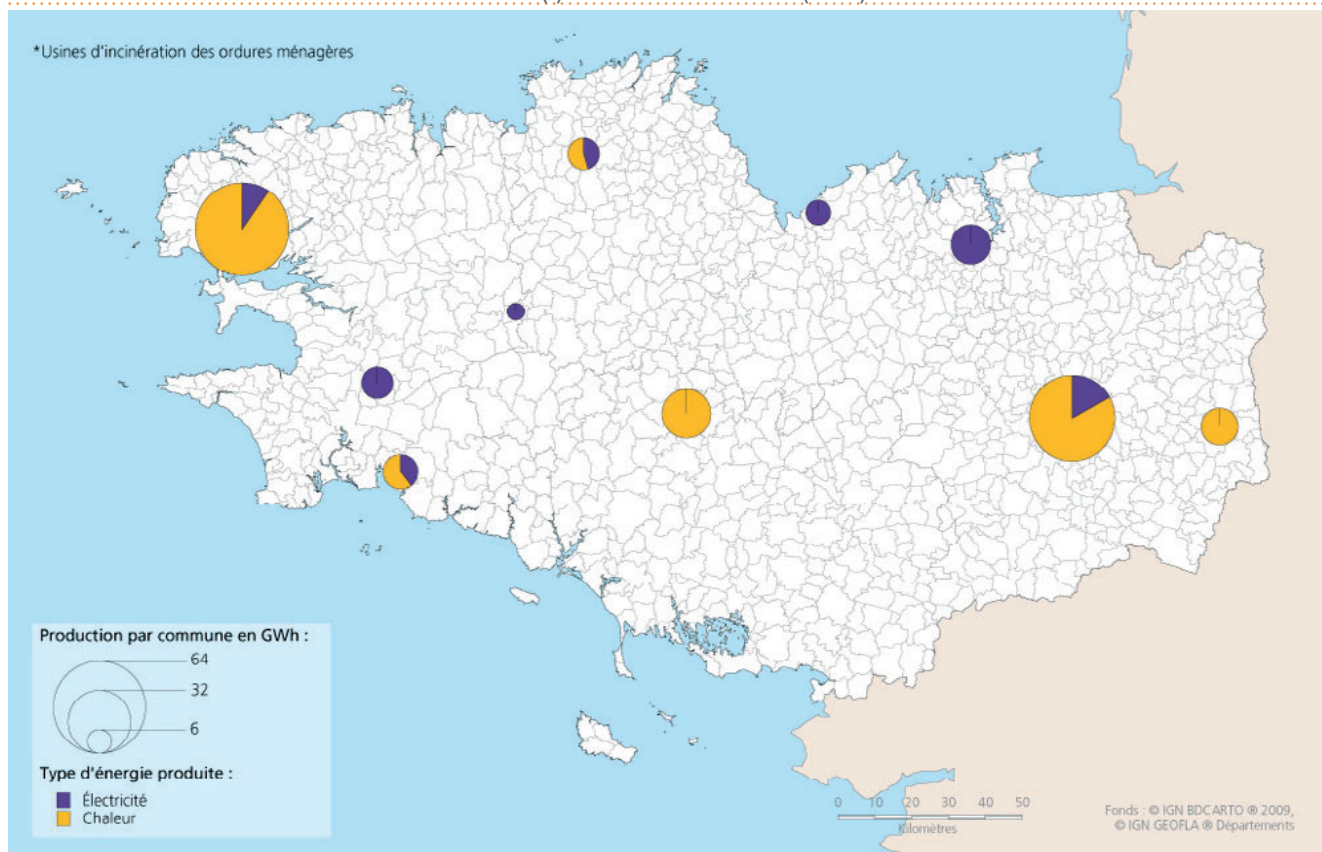 *Usines d'incinération des ordures ménagères
Production par commune en GWh :
64
32
6
Type d'énergie produite :
Électricité
Chaleur
0 10 20 30 40 50
Kilomètres
Fonds : © IGN BDCARTO ® 2009,
© IGN GEOFLA ® Départements